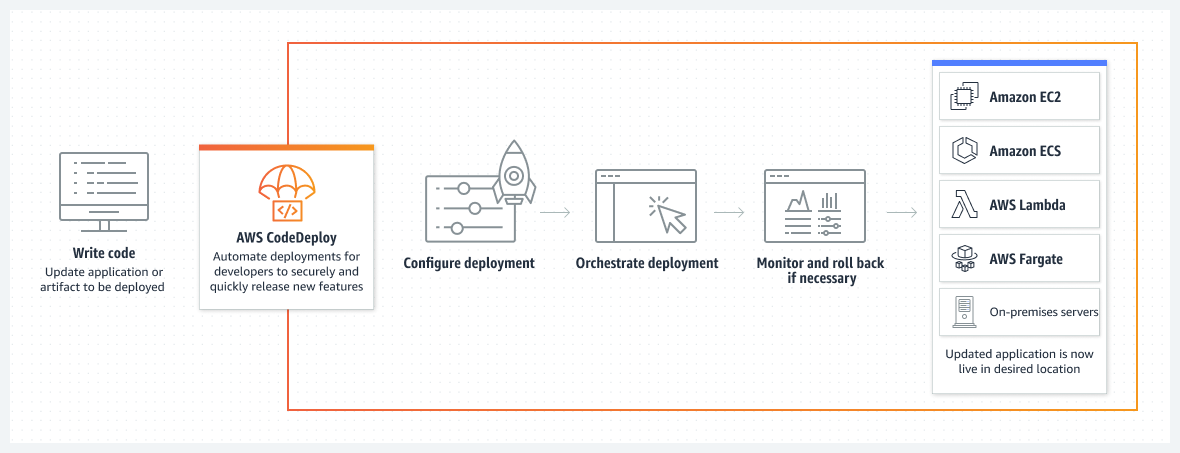 Write code
Update application or
artifact to be deployed
</>
AWS CodeDeploy
Automate deployments for
developers to securely and
quickly release new features
Configure deployment
Orchestrate deployment
Monitor and roll back
if necessary
Amazon EC2
Amazon ECS
AWS Lambda
AWS Fargate
On-premises servers
Updated application is now
live in desired location